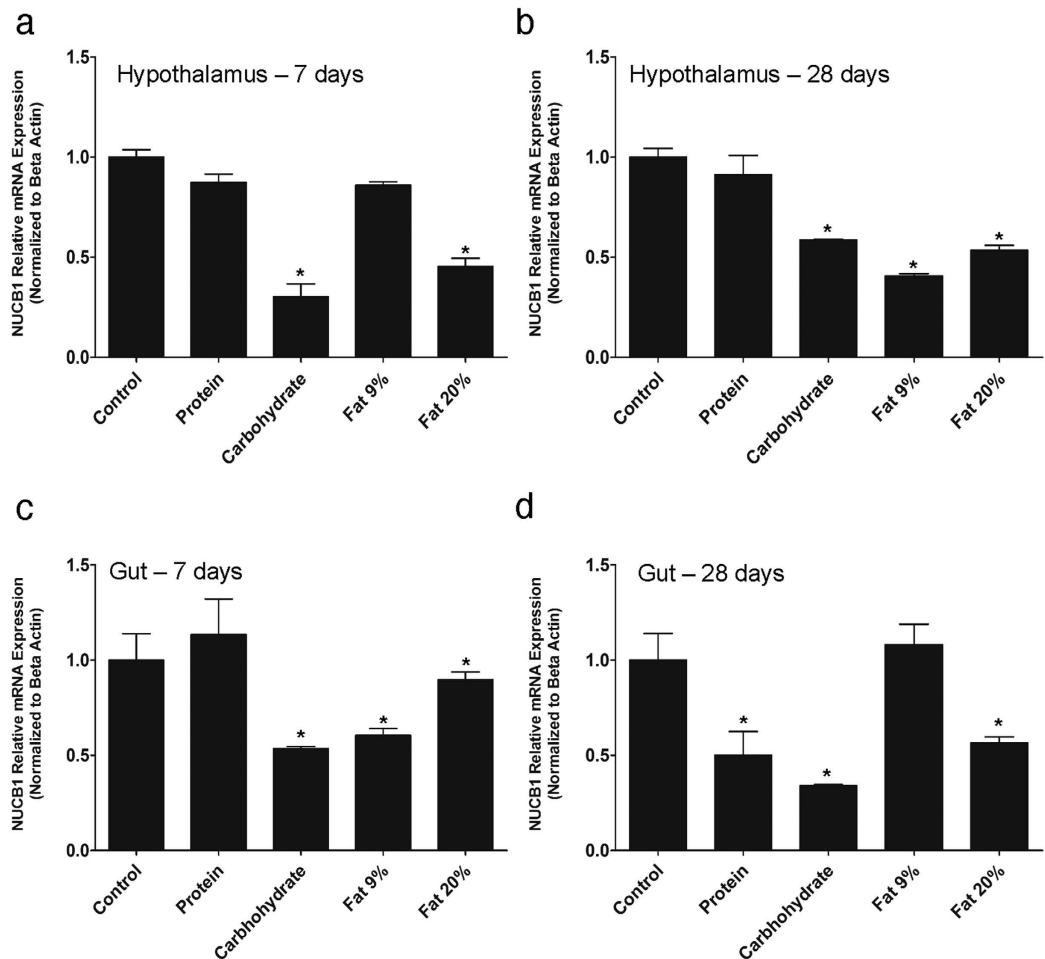 a
NUCB1 Relative mRNA Expression
(Normalized to Beta Actin)
1.5
1.0
0.5
0.0
Hypothalamus – 7 days
*
*
Control
Protein
Carbohydrate
Fat 9%
Fat 20%
b
NUCB1 Relative mRNA Expression
(Normalized to Beta Actin)
1.5
1.0
0.5
0.0
Hypothalamus – 28 days
*
*
*
Control
Protein
Carbohydrate
Fat 9%
Fat 20%
c
NUCB1 Relative mRNA Expression
(Normalized to Beta Actin)
1.5
1.0
0.5
0.0
Gut – 7 days
*
*
*
Control
Protein
Carbhohydrate
Fat 9%
Fat 20%
d
NUCB1 Relative mRNA Expression
(Normalized to Beta Actin)
1.5
1.0
0.5
0.0
Gut – 28 days
*
*
*
Control
Protein
Carbhohydrate
Fat 9%
Fat 20%